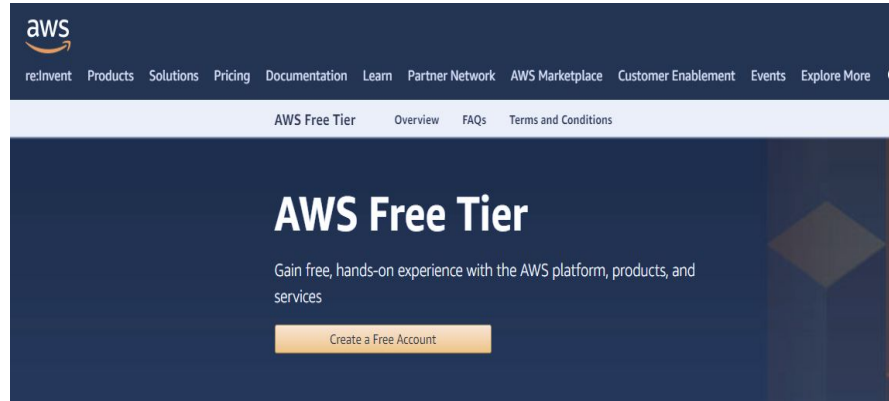 aws
re:Invent Products Solutions Pricing Documentation Learn Partner Network AWS Marketplace Customer Enablement Events Explore More
AWS Free Tier Overview FAQs Terms and Conditions
AWS Free Tier
Gain free, hands-on experience with the AWS platform, products, and
services
Create a Free Account